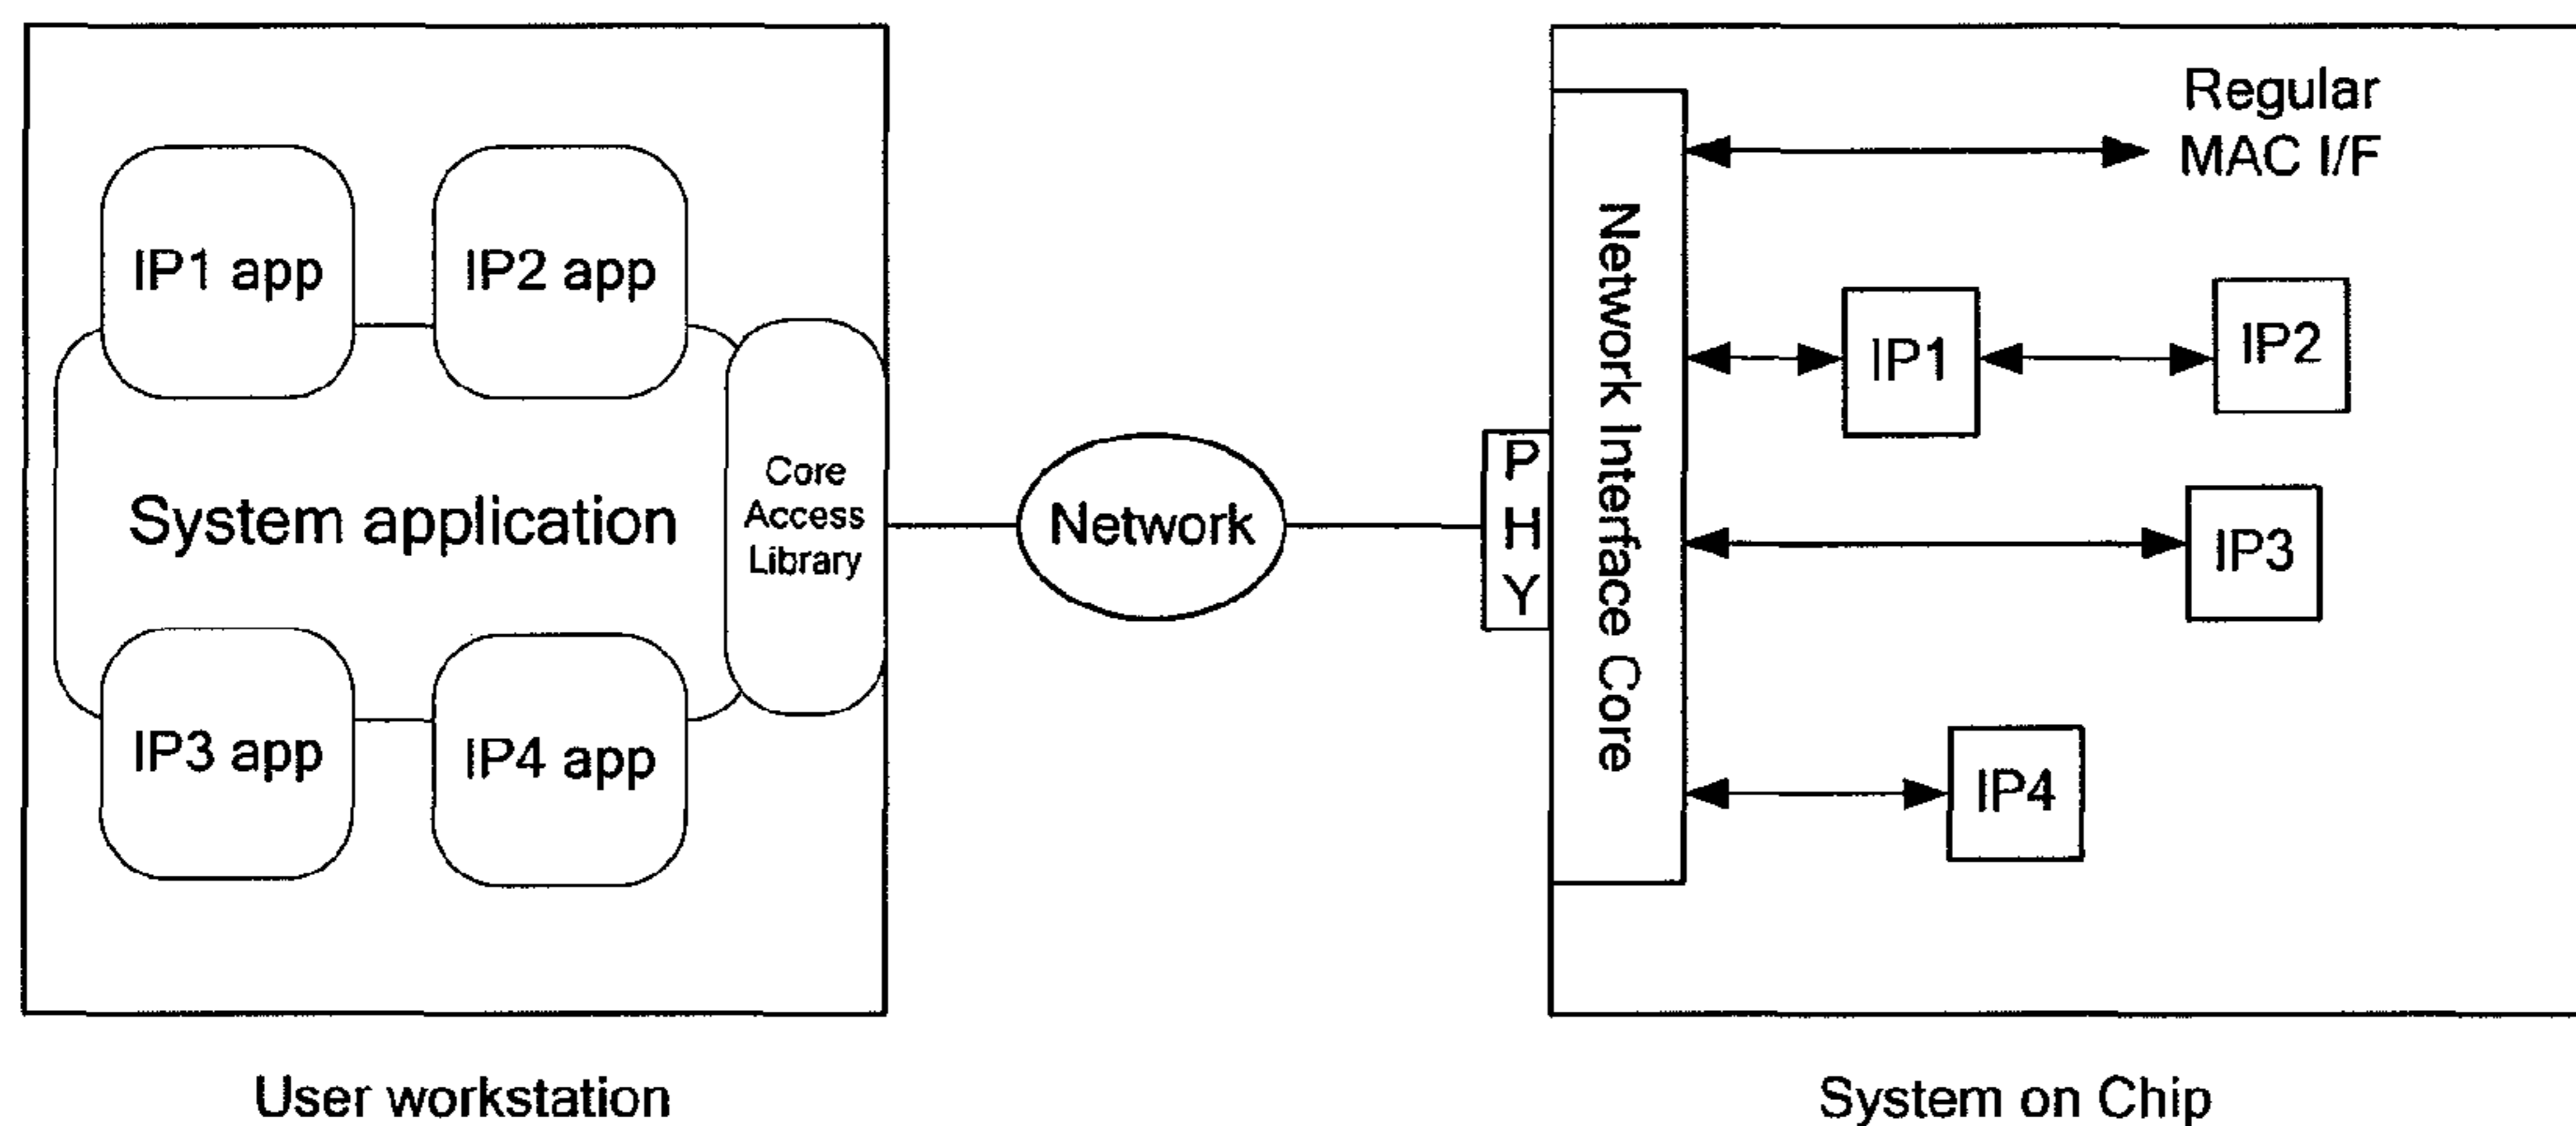 IP1 app
IP2 app
System application
Core
Access
Library
IP3 app
IP4 app
User workstation
Network
P
H
Y
Network Interface Core
Regular
MAC I/F
IP1
IP2
IP3
IP4
System on Chip